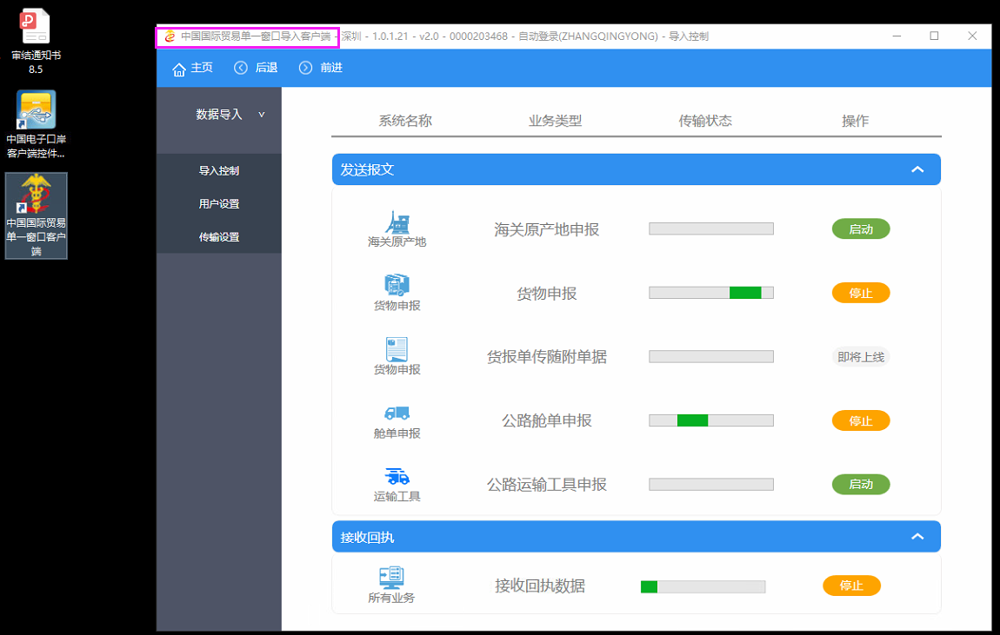 审结通知书
8.5
中国电子口岸
客户端控件...
中国国际贸易
单一窗口客户
端
中国国际贸易单一窗口导入客户端 - 深圳 - 1.0.1.21 - v2.0 - 0000203468 - 自动登录(ZHANGQINGYONG) - 导入控制
主页 后退 前进
数据导入
导入控制
用户设置
传输设置
系统名称 业务类型 传输状态 操作
发送报文
海关原产地 海关原产地申报 启动
货物申报 货物申报 停止
货物申报 货报单传随附单据 即将上线
舱单申报 公路舱单申报 停止
运输工具 公路运输工具申报 启动
接收回执
所有业务 接收回执数据 停止